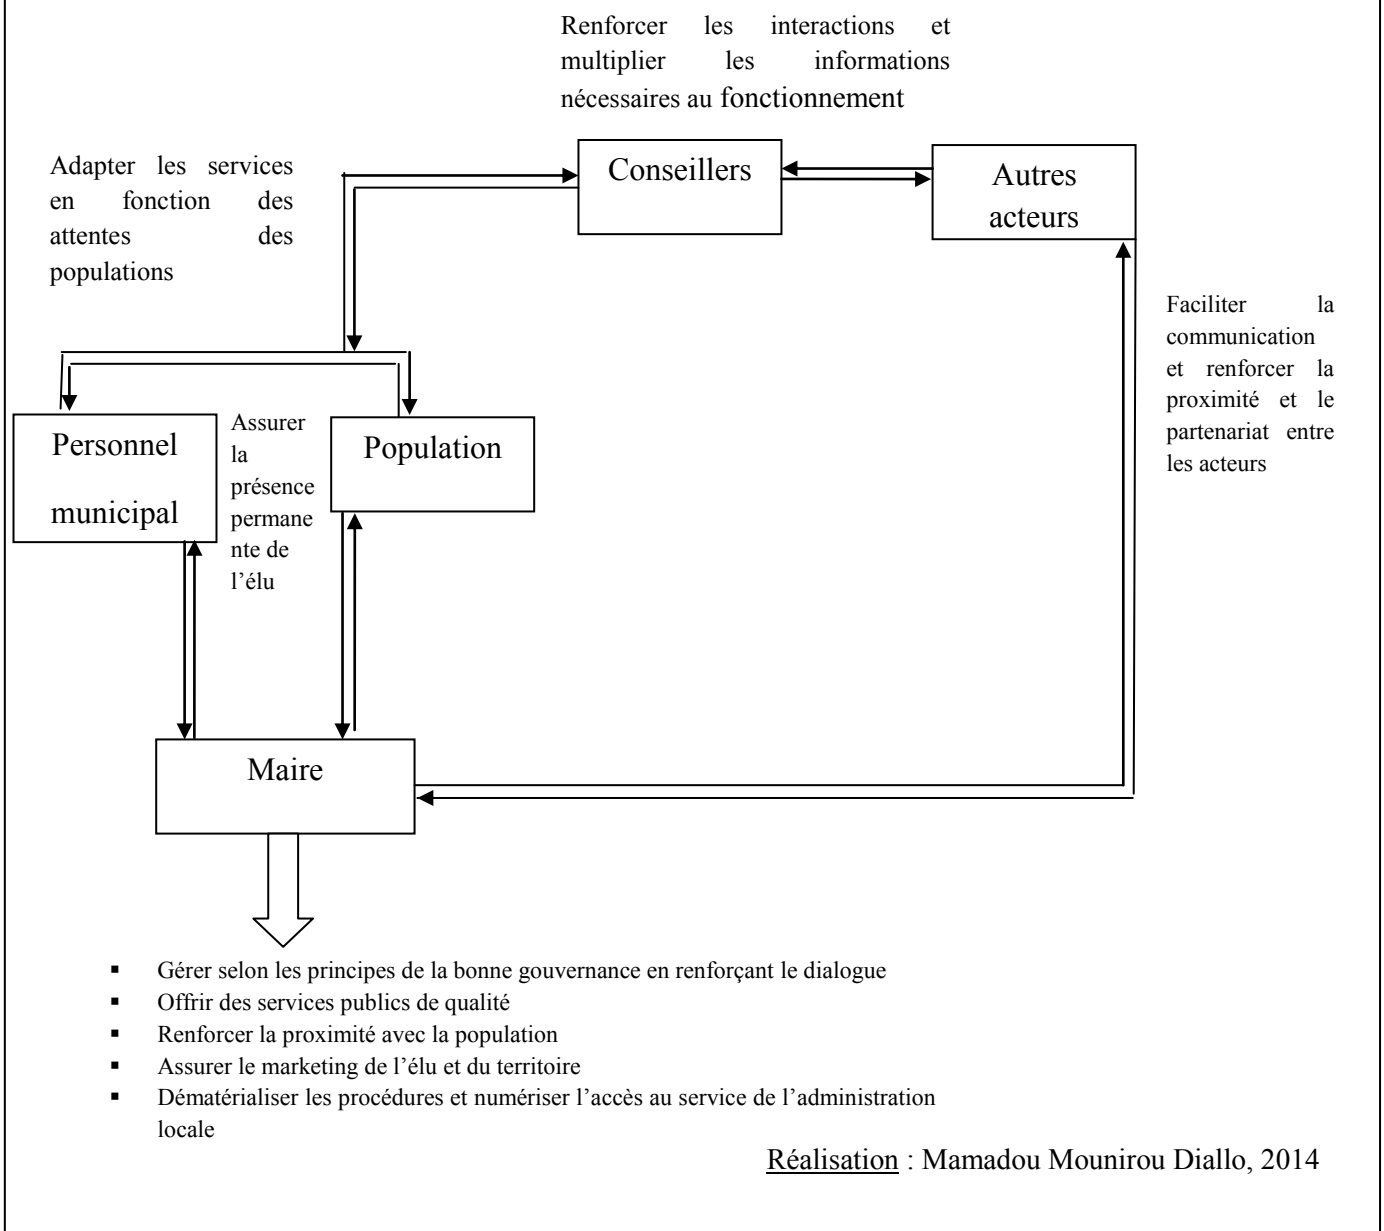 Renforcer les interactions et
multiplier les informations
nécessaires au fonctionnement
Adapter les services
en fonction des
attentes des
populations
Conseillers
Autres
acteurs
Faciliter la
communication
et renforcer la
proximité et le
partenariat entre
les acteurs
Personnel
municipal
Assurer
la
présence
permane
nte de
l’élu
Population
Maire
▪ Gérer selon les principes de la bonne gouvernance en renforçant le dialogue
▪ Offrir des services publics de qualité
▪ Renforcer la proximité avec la population
▪ Assurer le marketing de l’élu et du territoire
▪ Dématérialiser les procédures et numériser l’accès au service de l’administration
locale
Réalisation : Mamadou Mounirou Diallo, 2014